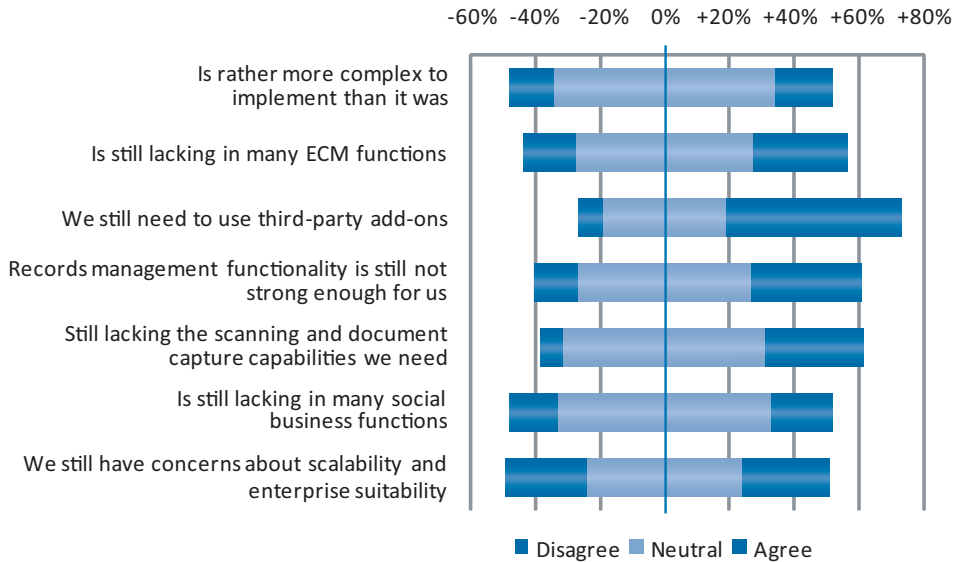 -60% -40% -20% 0% +20% +40% +60% +80%
Is rather more complex to
implement than it was
Is still lacking in many ECM functions
We still need to use third-party add-ons
Records management functionality is still not
strong enough for us
Still lacking the scanning and document
capture capabilities we need
Is still lacking in many social
business functions
We still have concerns about scalability and
enterprise suitability
Disagree Neutral Agree